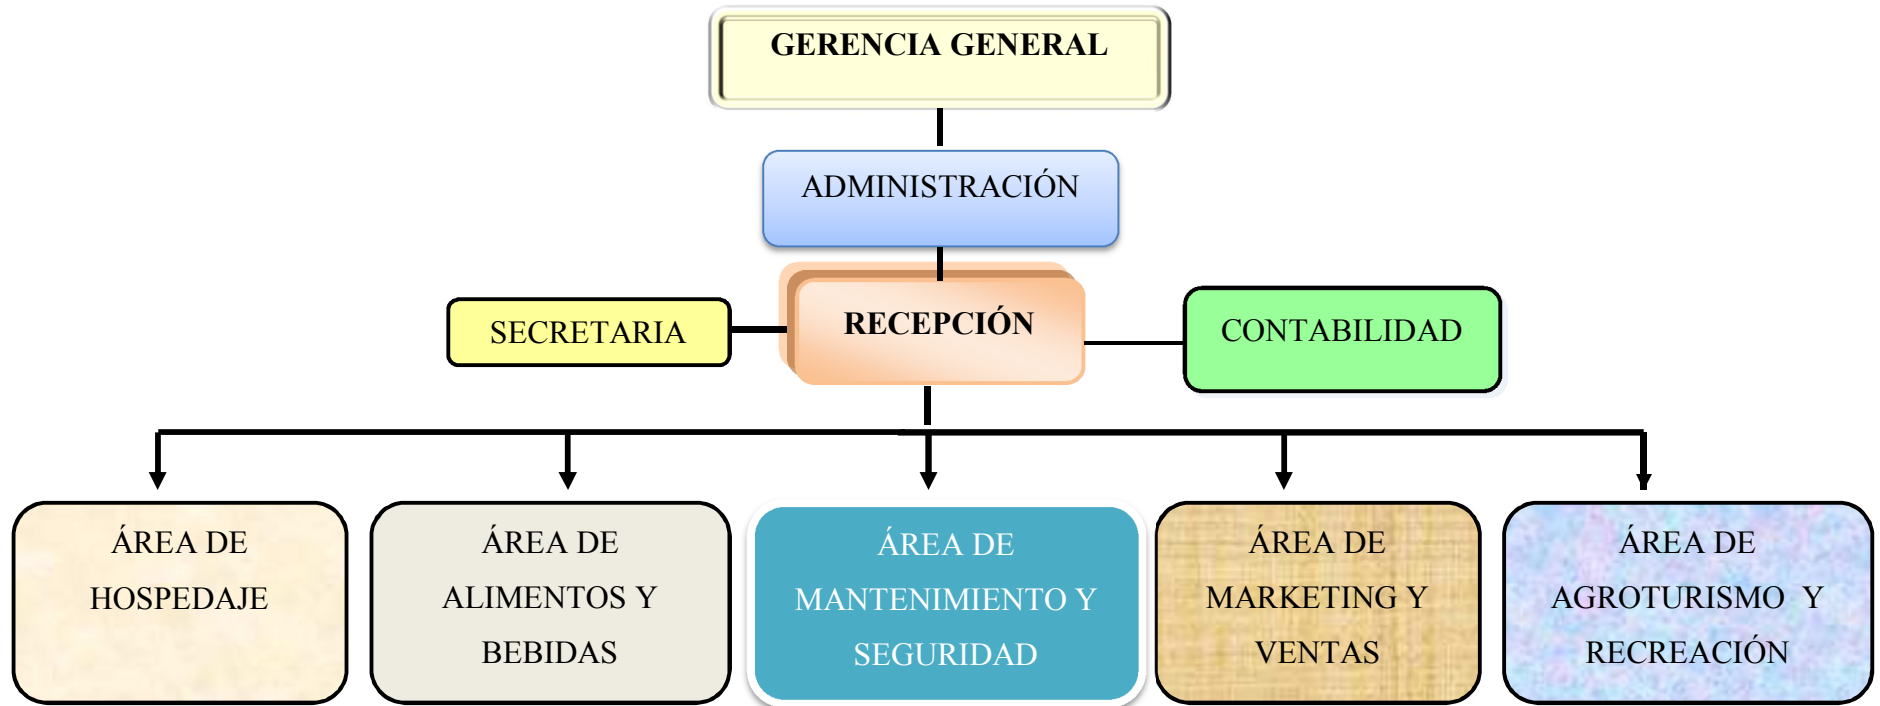 GERENCIA GENERAL
ADMINISTRACIÓN
SECRETARIA
RECEPCIÓN
CONTABILIDAD
ÁREA DE
HOSPEDAJE
ÁREA DE
ALIMENTOS Y
BEBIDAS
ÁREA DE
MANTENIMIENTO Y
SEGURIDAD
ÁREA DE
MARKETING Y
VENTAS
ÁREA DE
AGROTURISMO Y
RECREACIÓN